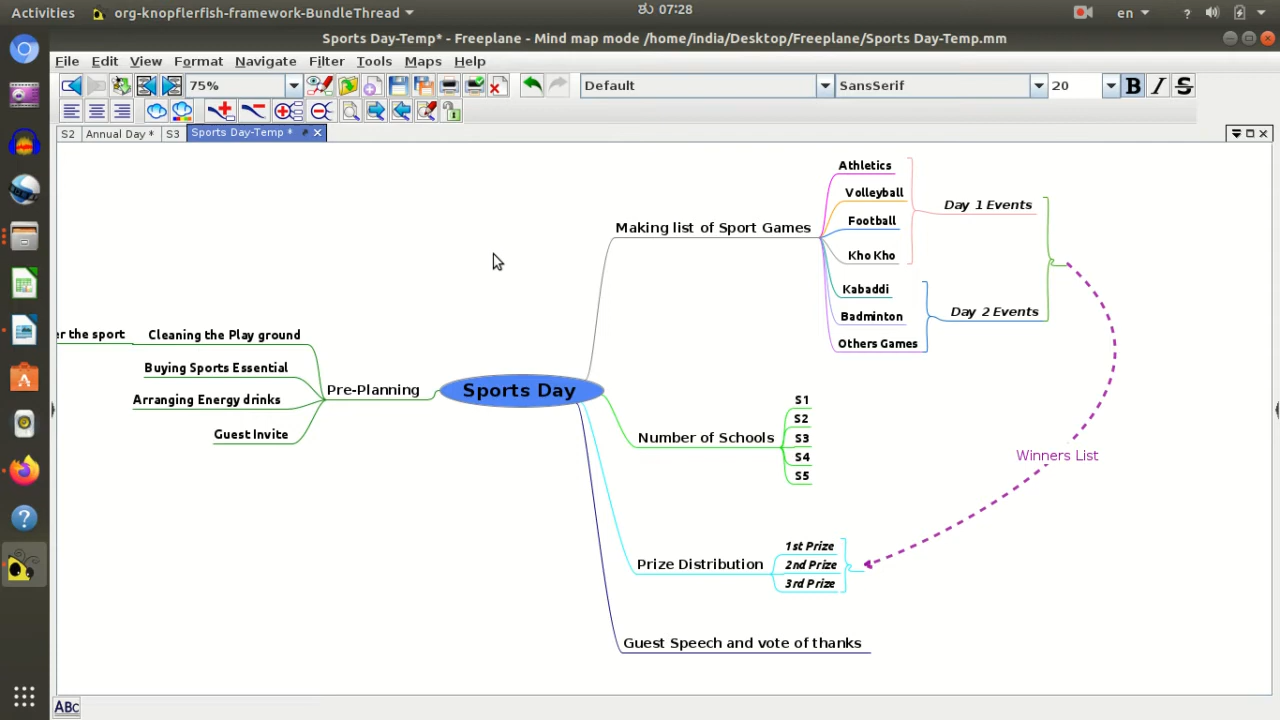 Activities
org-knopflerfish-framework-BundleThread
ಶ 07:28
en
?
Sports Day-Temp* - Freeplane - Mind map mode /home/india/Desktop/Freeplane/Sports Day-Temp.mm
File Edit View Format Navigate Filter Tools Maps Help
75%
Default
SansSerif
20
B I S
S2
Annual Day *
S3
Sports Day-Temp *
Athletics
Volleyball
Football
Kho Kho
Kabaddi
Badminton
Others Games
Day 1 Events
Day 2 Events
Making list of Sport Games
er the sport
Cleaning the Play ground
Buying Sports Essential
Arranging Energy drinks
Guest Invite
Pre-Planning
Sports Day
Number of Schools
S1
S2
S3
S4
S5
Winners List
Prize Distribution
1st Prize
2nd Prize
3rd Prize
Guest Speech and vote of thanks
ABc